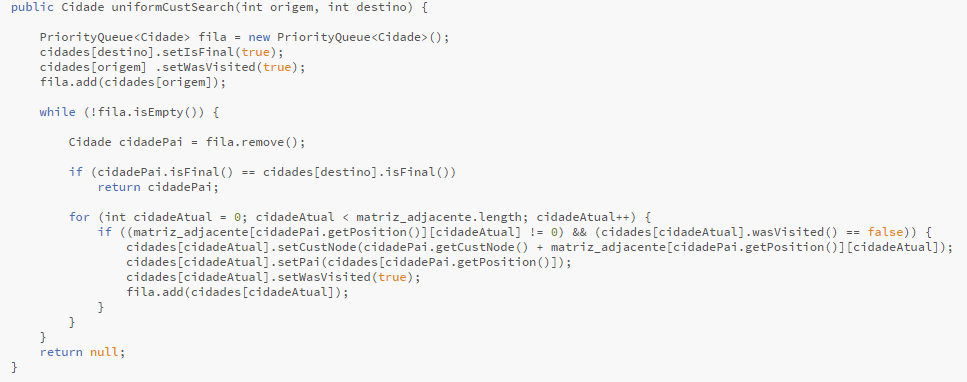 public Cidade uniformCustSearch(int origem, int destino) {
PriorityQueue<Cidade> fila = new PriorityQueue<Cidade>();
cidades[destino].setIsFinal(true);
cidades[origem] .setWasVisited(true);
fila.add(cidades[origem]);
while (!fila.isEmpty()) {
Cidade cidadePai = fila.remove();
if (cidadePai.isFinal() == cidades[destino].isFinal())
return cidadePai;
for (int cidadeAtual = 0; cidadeAtual < matriz_adjacente.length; cidadeAtual++) {
if ((matriz_adjacente[cidadePai.getPosition()][cidadeAtual] != 0) && (cidades[cidadeAtual].wasVisited() == false)) {
cidades[cidadeAtual].setCustNode(cidadePai.getCustNode() + matriz_adjacente[cidadePai.getPosition()][cidadeAtual]);
cidades[cidadeAtual].setPai(cidades[cidadePai.getPosition()]);
cidades[cidadeAtual].setWasVisited(true);
fila.add(cidades[cidadeAtual]);
}
}
}
return null;
}